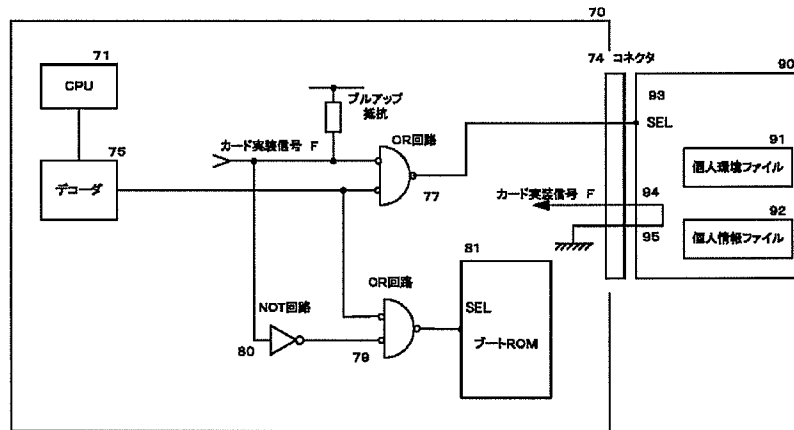 70
71
CPU
74 コネクタ
90
プルアップ
抵抗
93
SEL
カード実装信号 F
OR回路
75
デコーダ
77
91
個人環境ファイル
カード実装信号 F
94
92
個人情報ファイル
95
81
OR回路
SEL
NOT回路
80
79
ブートROM